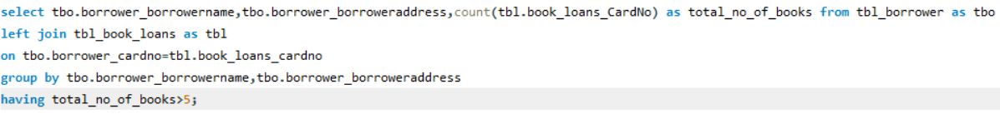 select tbo.borrower_borrowername,tbo.borrower_borroweraddress,count(tbl.book_loans_CardNo) as total_no_of_books from tbl_borrower as tbo
left join tbl_book_loans as tbl
on tbo.borrower_cardno=tbl.book_loans_cardno
group by tbo.borrower_borrowername,tbo.borrower_borroweraddress
having total_no_of_books>5;